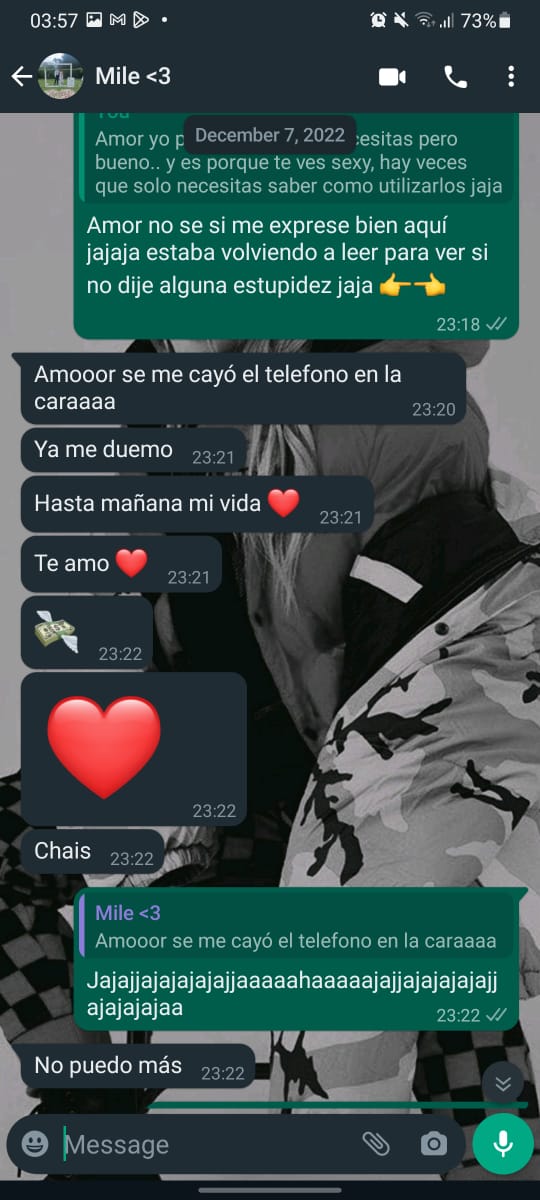 03:57
73%
Mile <3
You
December 7, 2022
Amor yo p esitas pero
bueno.. y es porque te ves sexy, hay veces
que solo necesitas saber como utilizarlos jaja
Amor no se si me exprese bien aquí
jajaja estaba volviendo a leer para ver si
no dije alguna estupidez jaja 👉👈
23:18
Amooor se me cayó el telefono en la
caraaaa
23:20
Ya me duemo 23:21
Hasta mañana mi vida ❤️ 23:21
Te amo ❤️ 23:21
💸 23:22
❤️
23:22
Chais 23:22
Mile <3
Amooor se me cayó el telefono en la caraaaa
Jajajjajajajajajjaaaaahaaaaajajjajajajajajj
ajajajajaa
23:22
No puedo más 23:22
Message